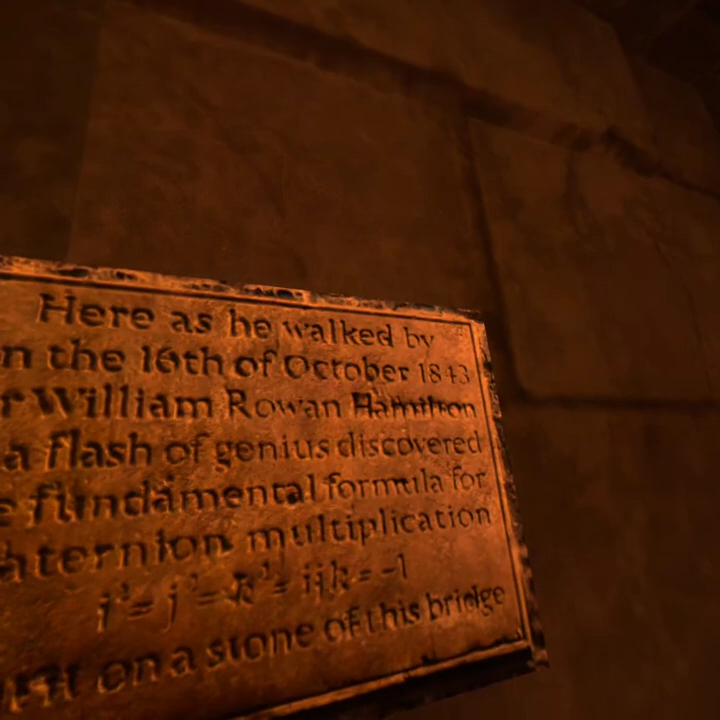 Here as he walked by
n the 16th of October 1843
r William Rowan Hamilton
a flash of genius discovered
e fundamental formula for
aternion multiplication
i² = j² = k² = ijk = -1
on a stone of this bridge